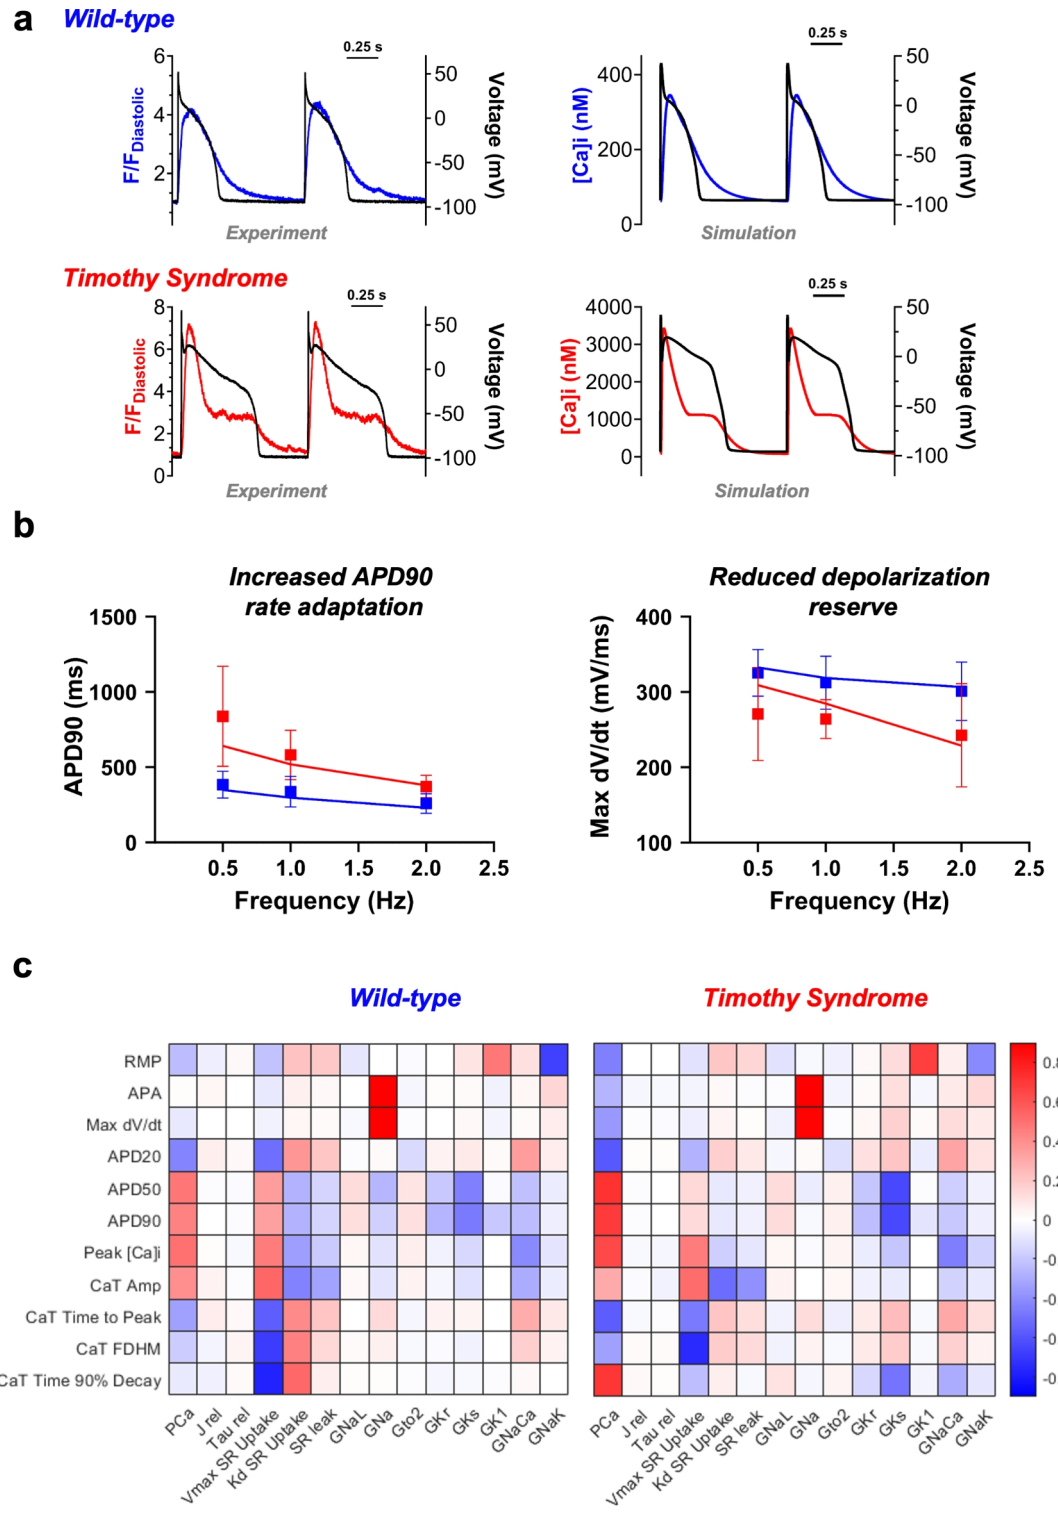 a
Wild-type
0.25 s
6
4
2
F/FDiastolic
50
0
-50
-100
Voltage (mV)
Experiment
0.25 s
400
200
0
[Ca]i (nM)
50
0
-50
-100
Voltage (mV)
Simulation
Timothy Syndrome
0.25 s
8
6
4
2
0
F/FDiastolic
50
0
-50
-100
Voltage (mV)
Experiment
0.25 s
4000
3000
2000
1000
0
[Ca]i (nM)
50
0
-50
-100
Voltage (mV)
Simulation
b
Increased APD90
rate adaptation
1500
1000
500
0
APD90 (ms)
0.5 1.0 1.5 2.0 2.5
Frequency (Hz)
Reduced depolarization
reserve
400
300
200
100
Max dV/dt (mV/ms)
0.5 1.0 1.5 2.0 2.5
Frequency (Hz)
c
Wild-type
Timothy Syndrome
RMP
APA
Max dV/dt
APD20
APD50
APD90
Peak [Ca]i
CaT Amp
CaT Time to Peak
CaT FDHM
CaT Time 90% Decay
PCa
J rel
Tau rel
Vmax SR Uptake
Kd SR Uptake
SR leak
GNaL
GNa
Gto2
GKr
GKs
GK1
GNaCa
GNaK
PCa
J rel
Tau rel
Vmax SR Uptake
Kd SR Uptake
SR leak
GNaL
GNa
Gto2
GKr
GKs
GK1
GNaCa
GNaK
0.8
0.6
0.4
0.2
0